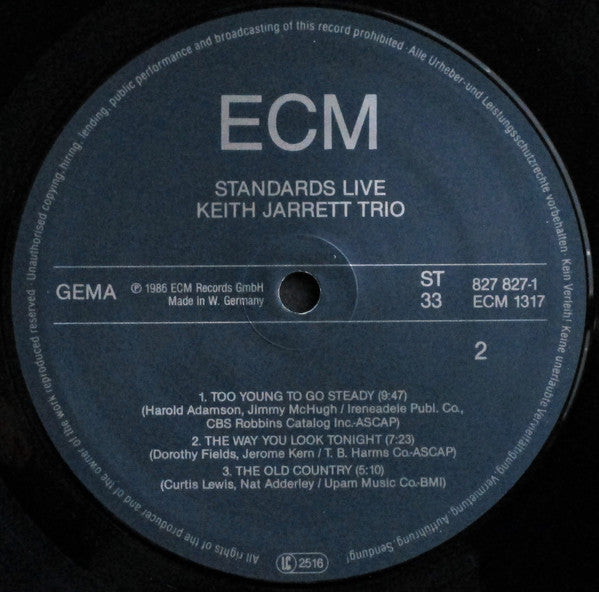 Unauthorised copying, hiring, lending, public performance and broadcasting of this record prohibited · Alle Urheber- und Leistungsschutzrechte vorbehalten · Kein Verleih! Keine unerlaubte Vervielfältigung, Vermietung, Aufführung, Sendung!
ECM
STANDARDS LIVE
KEITH JARRETT TRIO
GEMA
℗ 1986 ECM Records GmbH
Made in W. Germany
ST
33
827 827-1
ECM 1317
2
1. TOO YOUNG TO GO STEADY (9:47)
(Harold Adamson, Jimmy McHugh / Ireneadele Publ. Co.,
CBS Robbins Catalog Inc.-ASCAP)
2. THE WAY YOU LOOK TONIGHT (7:23)
(Dorothy Fields, Jerome Kern / T. B. Harms Co.-ASCAP)
3. THE OLD COUNTRY (5:10)
(Curtis Lewis, Nat Adderley / Upam Music Co.-BMI)
All rights of the producer and of the owner of the work reproduced reserved ·
LC 2516